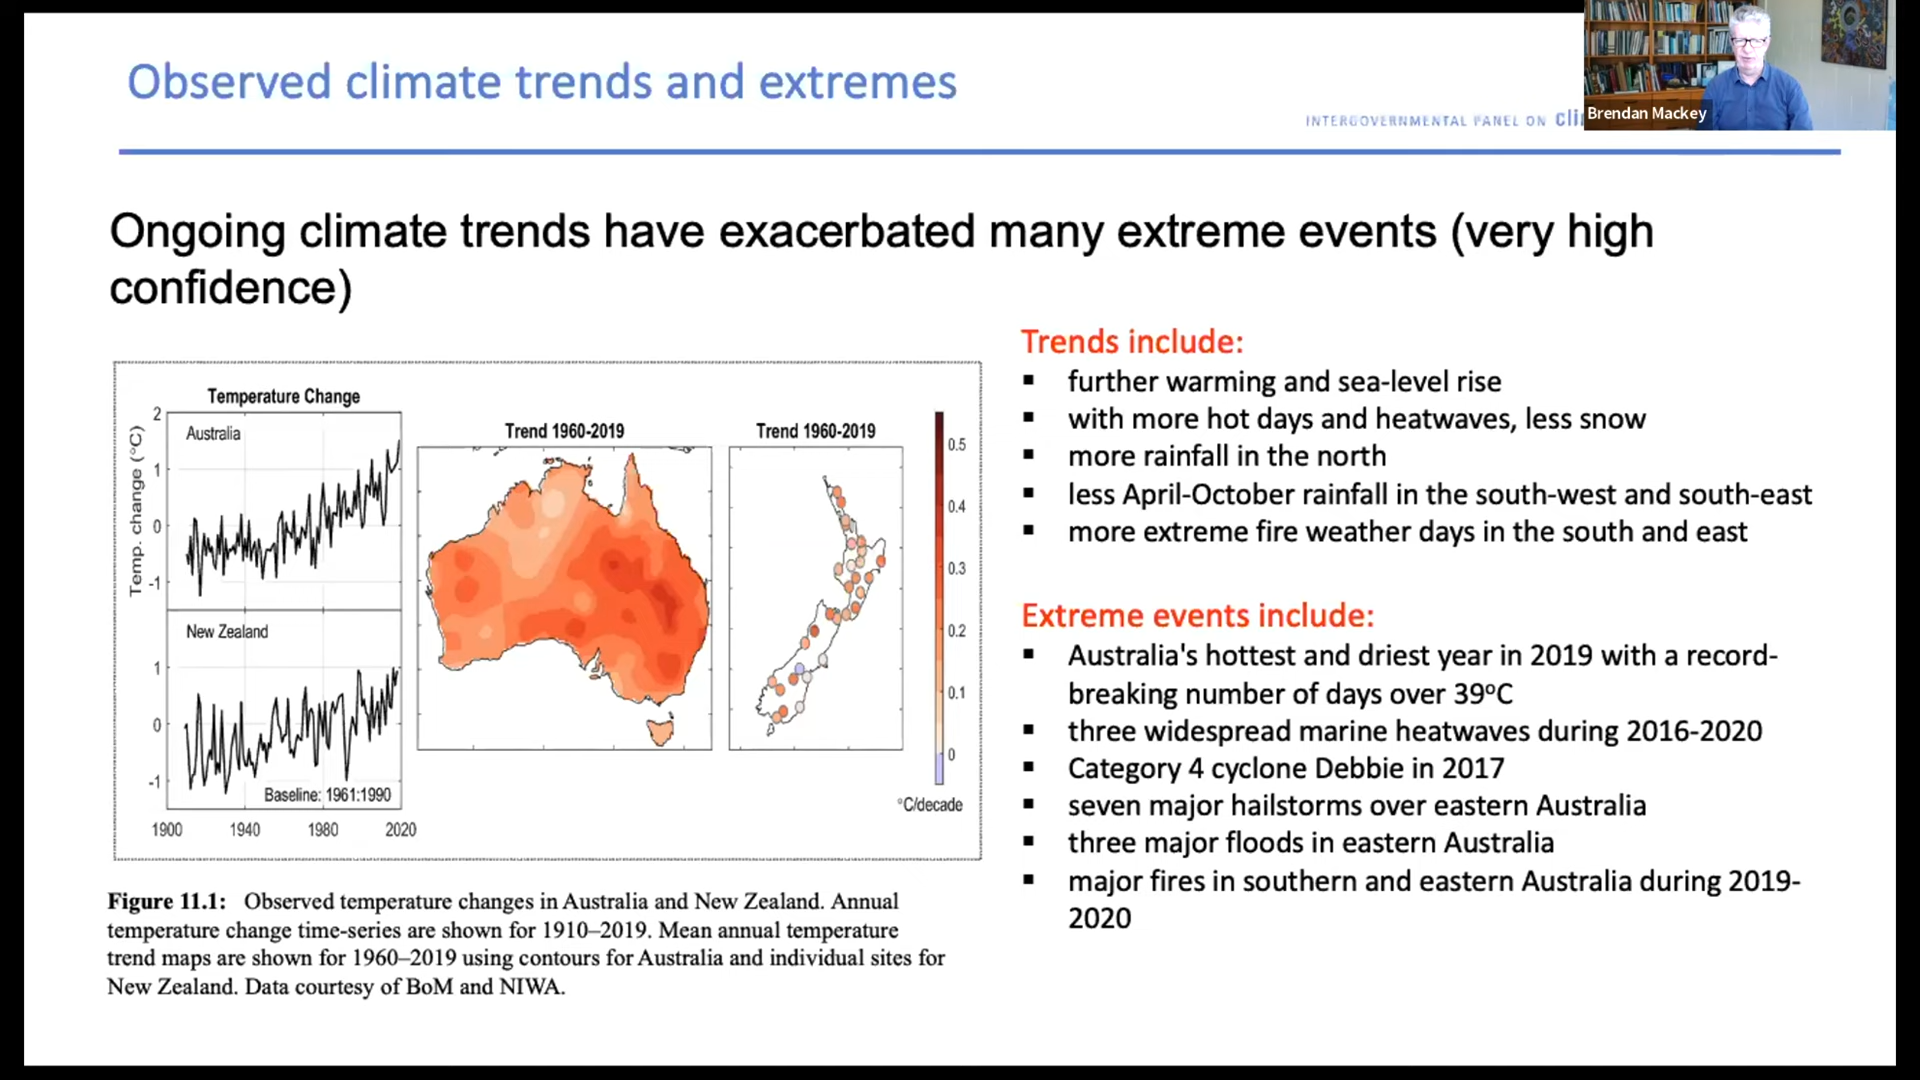 Observed climate trends and extremes
INTERGOVERNMENTAL PANEL ON cli
Brendan Mackey
Ongoing climate trends have exacerbated many extreme events (very high
confidence)
Temperature Change
Temp. change (°C)
2
Australia
1
0
-1
New Zealand
1
0
-1
Baseline: 1961:1990
1900
1940
1980
2020
Trend 1960-2019
Trend 1960-2019
0.5
0.4
0.3
0.2
0.1
0
°C/decade
Figure 11.1: Observed temperature changes in Australia and New Zealand. Annual
temperature change time-series are shown for 1910–2019. Mean annual temperature
trend maps are shown for 1960–2019 using contours for Australia and individual sites for
New Zealand. Data courtesy of BoM and NIWA.
Trends include:
▪ further warming and sea-level rise
▪ with more hot days and heatwaves, less snow
▪ more rainfall in the north
▪ less April-October rainfall in the south-west and south-east
▪ more extreme fire weather days in the south and east
Extreme events include:
▪ Australia's hottest and driest year in 2019 with a record-
breaking number of days over 39°C
▪ three widespread marine heatwaves during 2016-2020
▪ Category 4 cyclone Debbie in 2017
▪ seven major hailstorms over eastern Australia
▪ three major floods in eastern Australia
▪ major fires in southern and eastern Australia during 2019-
2020